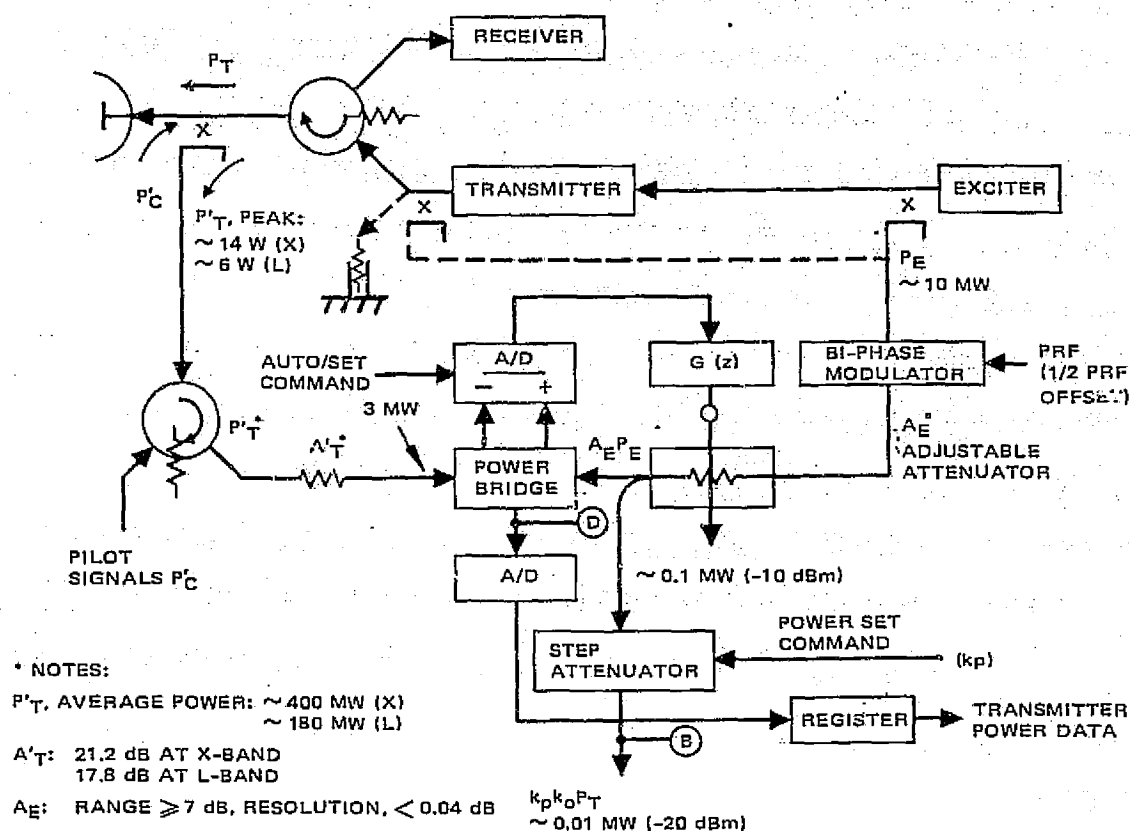 RECEIVER
P_T
X
P'_C
P'_T, PEAK:
~ 14 W (X)
~ 6 W (L)
TRANSMITTER
X
EXCITER
X
P_E
~ 10 MW
AUTO/SET
COMMAND
A/D
− +
G (z)
BI-PHASE
MODULATOR
PRF
(1/2 PRF
OFFSET)
3 MW
P'_T*
A'_T*
POWER
BRIDGE
A_E P_E
A_E*
ADJUSTABLE
ATTENUATOR
D
PILOT
SIGNALS P'_C
A/D
~ 0.1 MW (-10 dBm)
STEP
ATTENUATOR
POWER SET
COMMAND
(kp)
* NOTES:
P'_T, AVERAGE POWER: ~ 400 MW (X)
~ 180 MW (L)
REGISTER
TRANSMITTER
POWER DATA
B
A'_T: 21.2 dB AT X-BAND
17.8 dB AT L-BAND
A_E: RANGE ⩾ 7 dB, RESOLUTION, < 0.04 dB
k_p k_o P_T
~ 0.01 MW (-20 dBm)